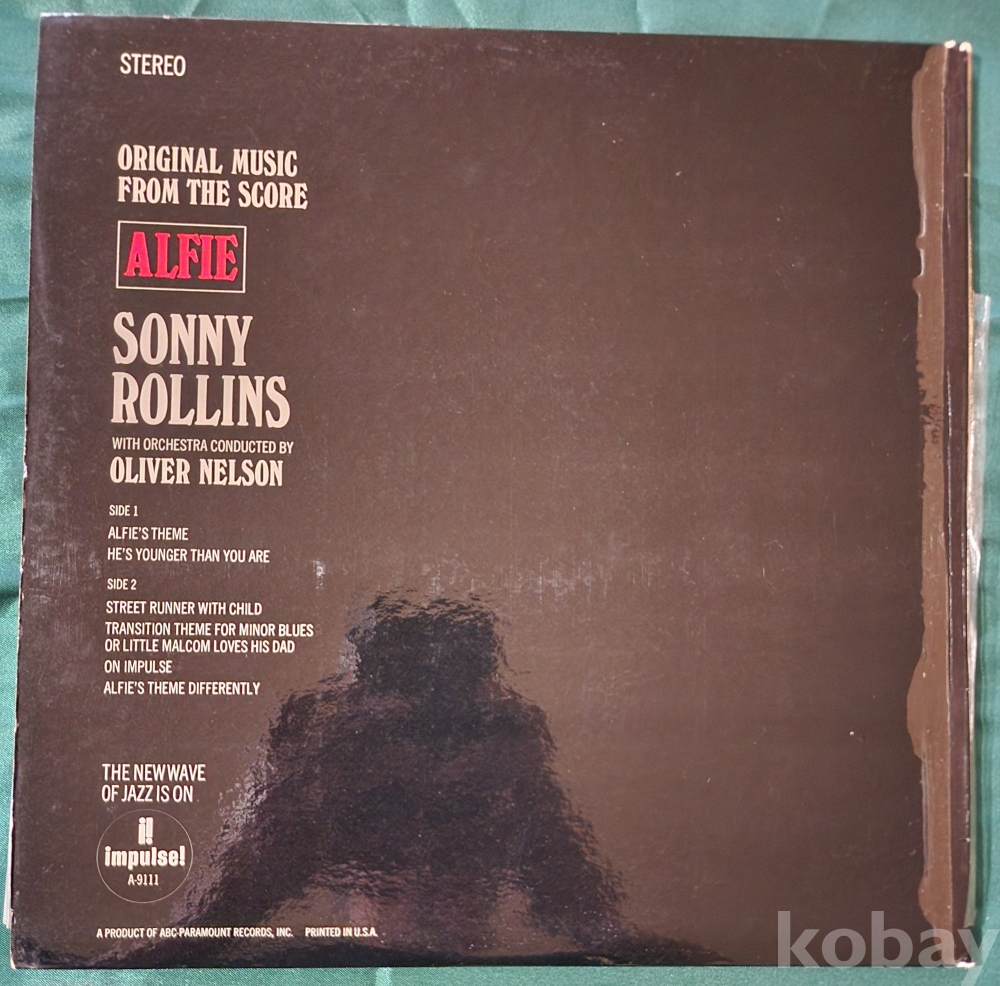 STEREO
ORIGINAL MUSIC
FROM THE SCORE
ALFIE
SONNY
ROLLINS
WITH ORCHESTRA CONDUCTED BY
OLIVER NELSON
SIDE 1
ALFIE'S THEME
HE'S YOUNGER THAN YOU ARE
SIDE 2
STREET RUNNER WITH CHILD
TRANSITION THEME FOR MINOR BLUES
OR LITTLE MALCOM LOVES HIS DAD
ON IMPULSE
ALFIE'S THEME DIFFERENTLY
THE NEW WAVE
OF JAZZ IS ON
i!
impulse!
A-9111
A PRODUCT OF ABC-PARAMOUNT RECORDS, INC. PRINTED IN U.S.A.
kobay